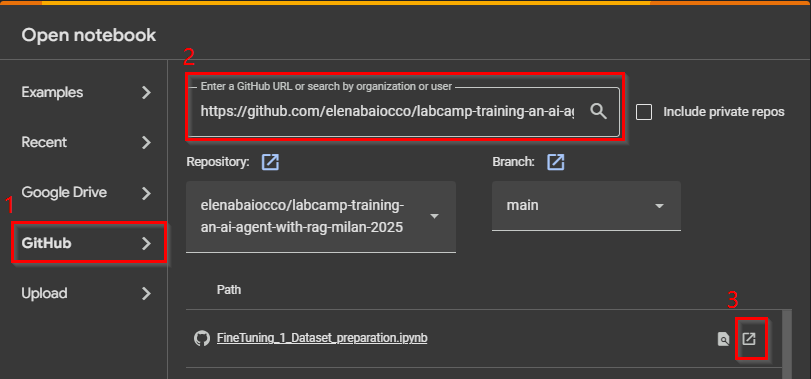 Open notebook
2
Examples
Enter a GitHub URL or search by organization or user
https://github.com/elenabaiocco/labcamp-training-an-ai-ag
Include private repos
Recent
Repository:
Branch:
Google Drive
1
elenabaiocco/labcamp-training-
an-ai-agent-with-rag-milan-2025
main
GitHub
Upload
Path
3
FineTuning_1_Dataset_preparation.ipynb